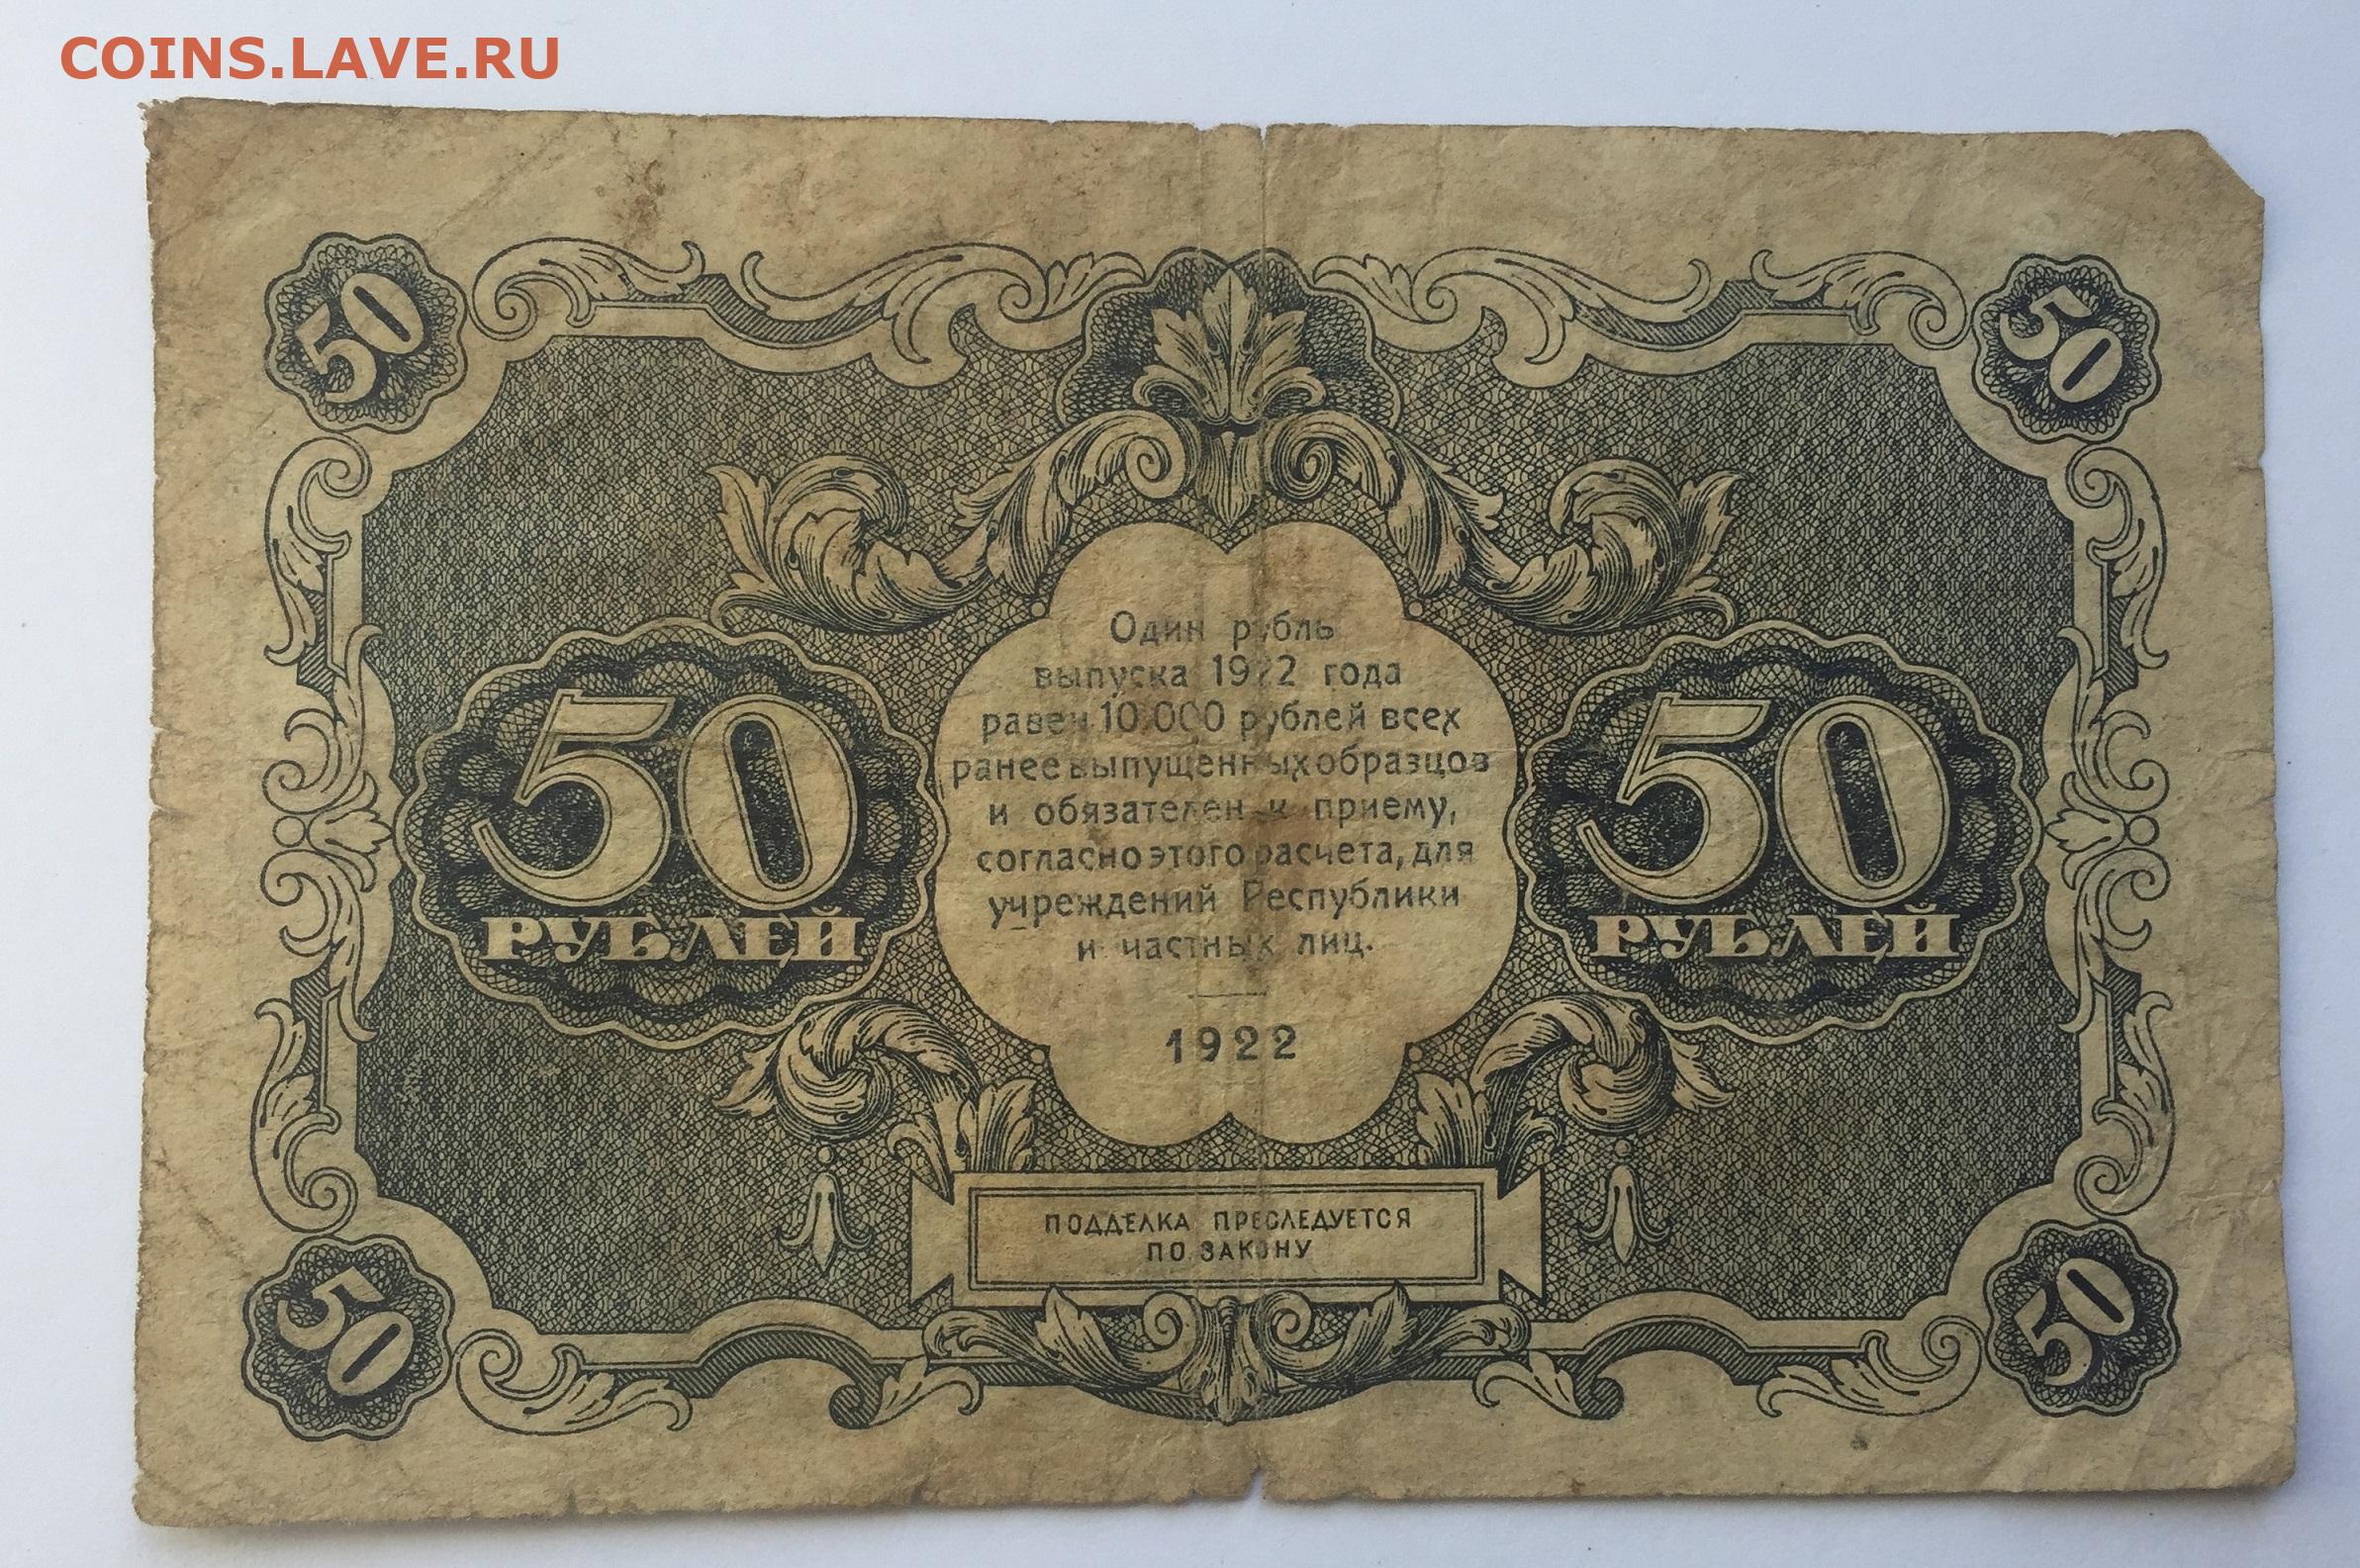 COINS.LAVE.RU
50
50
Один рубль
выпуска 1922 года
равен 10.000 рублей всех
ранее выпущенных образцов
и обязателен к приему,
согласно этого расчета, для
учреждений Республики
и частных лиц.
1922
50
РУБЛЕЙ
50
РУБЛЕЙ
ПОДДЕЛКА ПРЕСЛЕДУЕТСЯ
ПО ЗАКОНУ
50
50